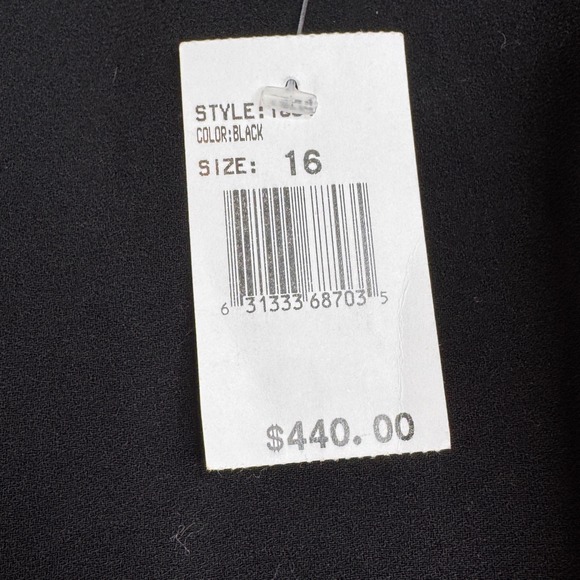 STYLE:
COLOR:BLACK
SIZE: 16
6 31333 68703 5
$440.00